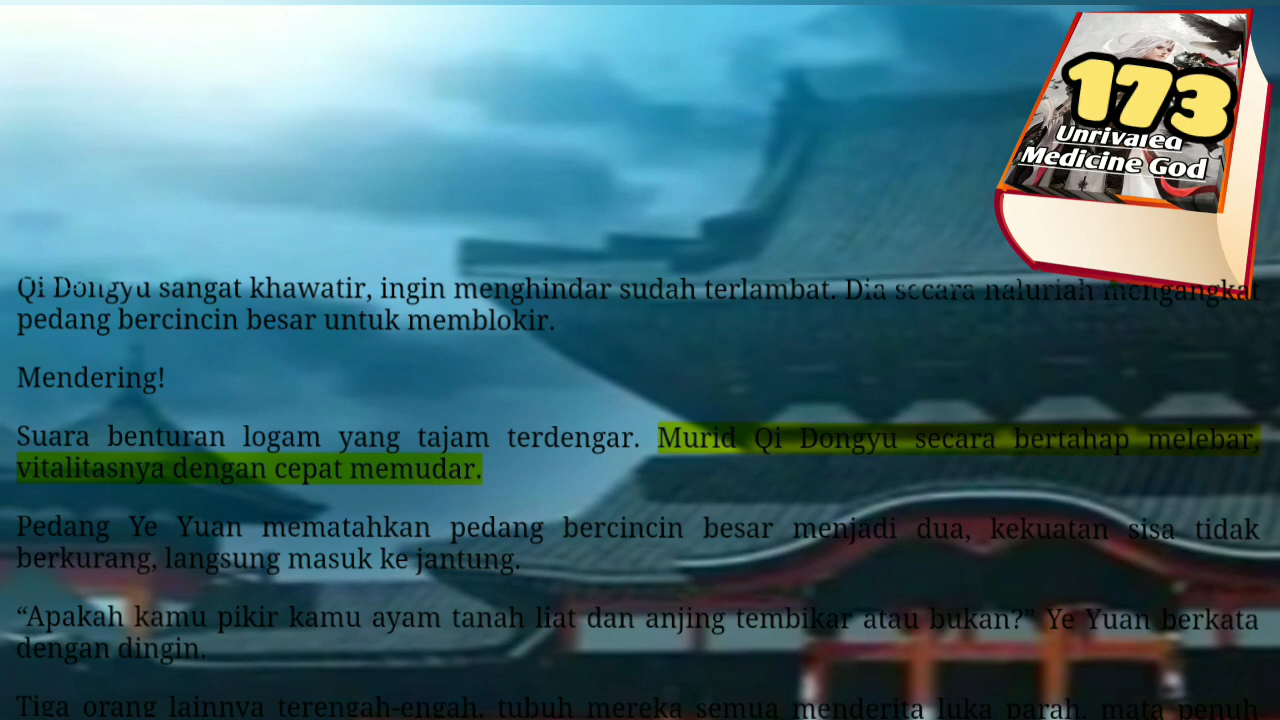 173
Unrivaled
Medicine God
Qi Dongyu sangat khawatir, ingin menghindar sudah terlambat. Dia secara naluriah mengangkat
pedang bercincin besar untuk memblokir.
Mendering!
Suara benturan logam yang tajam terdengar. Murid Qi Dongyu secara bertahap melebar,
vitalitasnya dengan cepat memudar.
Pedang Ye Yuan mematahkan pedang bercincin besar menjadi dua, kekuatan sisa tidak
berkurang, langsung masuk ke jantung.
“Apakah kamu pikir kamu ayam tanah liat dan anjing tembikar atau bukan?” Ye Yuan berkata
dengan dingin.
Tiga orang lainnya terengah-engah, tubuh mereka semua menderita luka parah, mata penuh